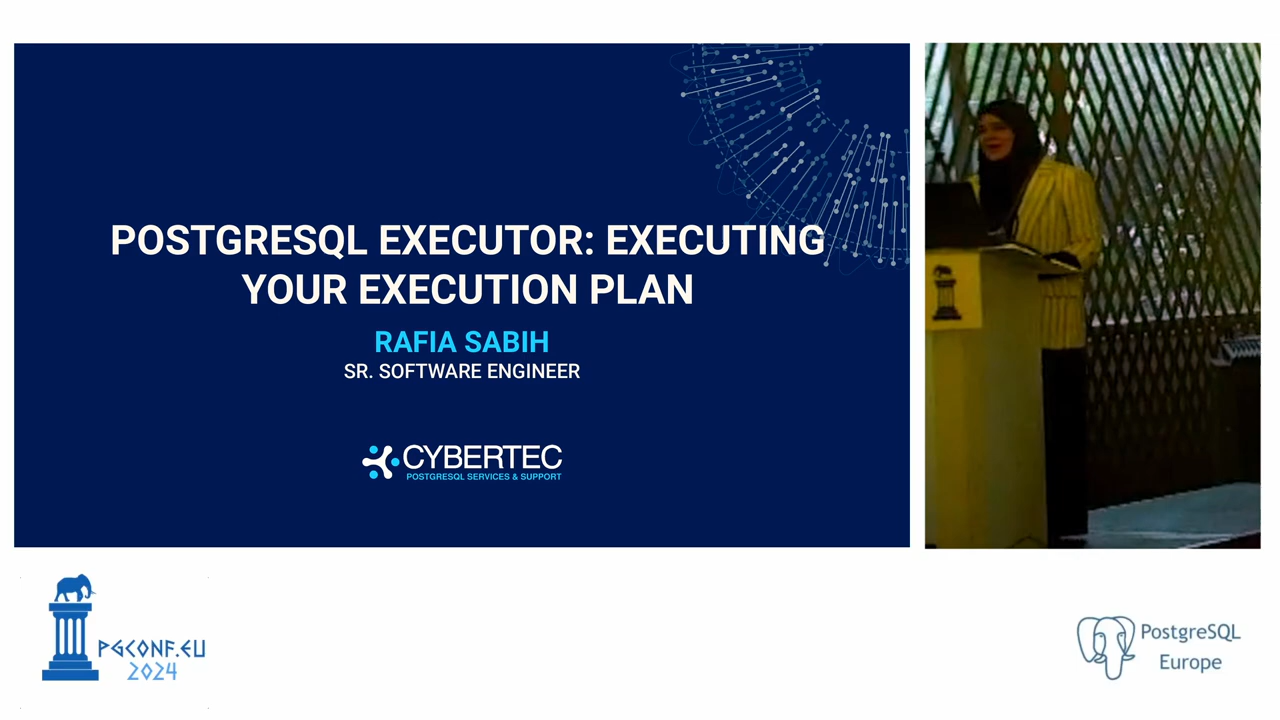 POSTGRESQL EXECUTOR: EXECUTING
YOUR EXECUTION PLAN
RAFIA SABIH
SR. SOFTWARE ENGINEER
CYBERTEC
POSTGRESQL SERVICES & SUPPORT
PGCONF.EU
2024
PostgreSQL
Europe